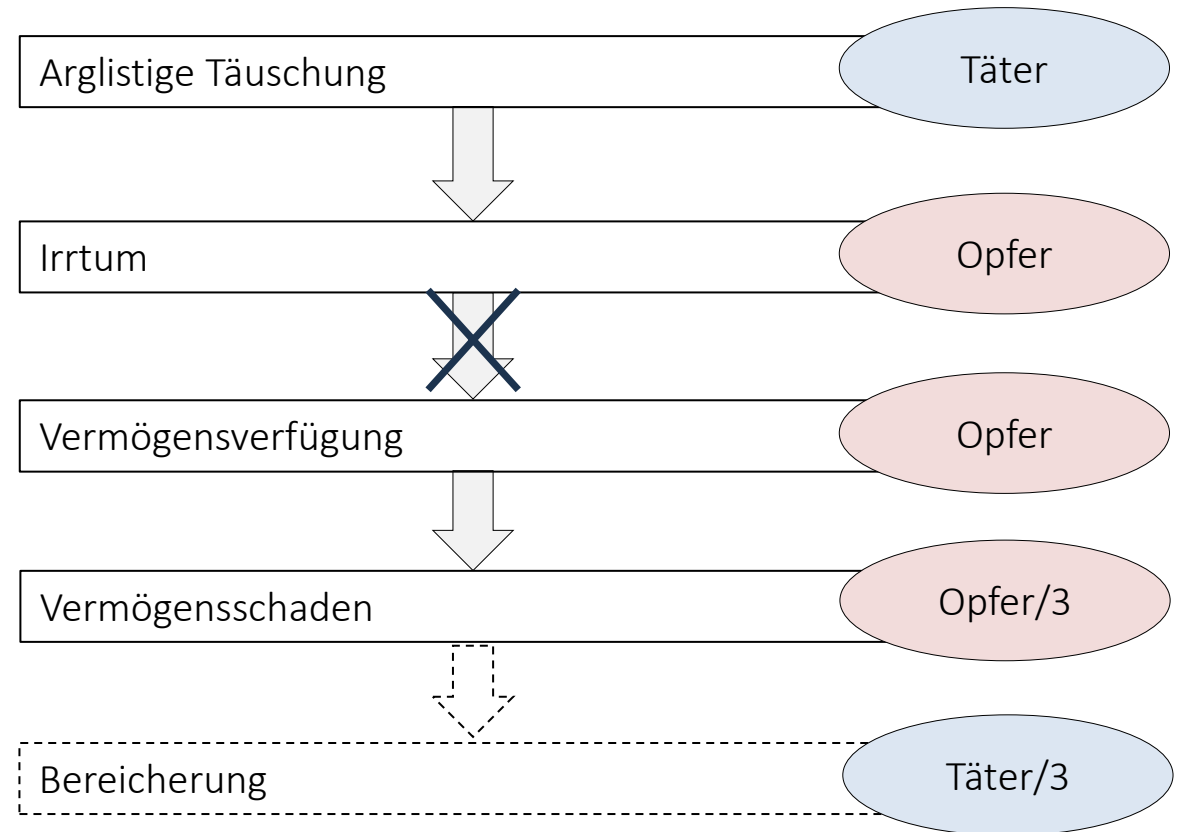 Arglistige Täuschung
Täter
Irrtum
Opfer
Vermögensverfügung
Opfer
Vermögensschaden
Opfer/3
Bereicherung
Täter/3